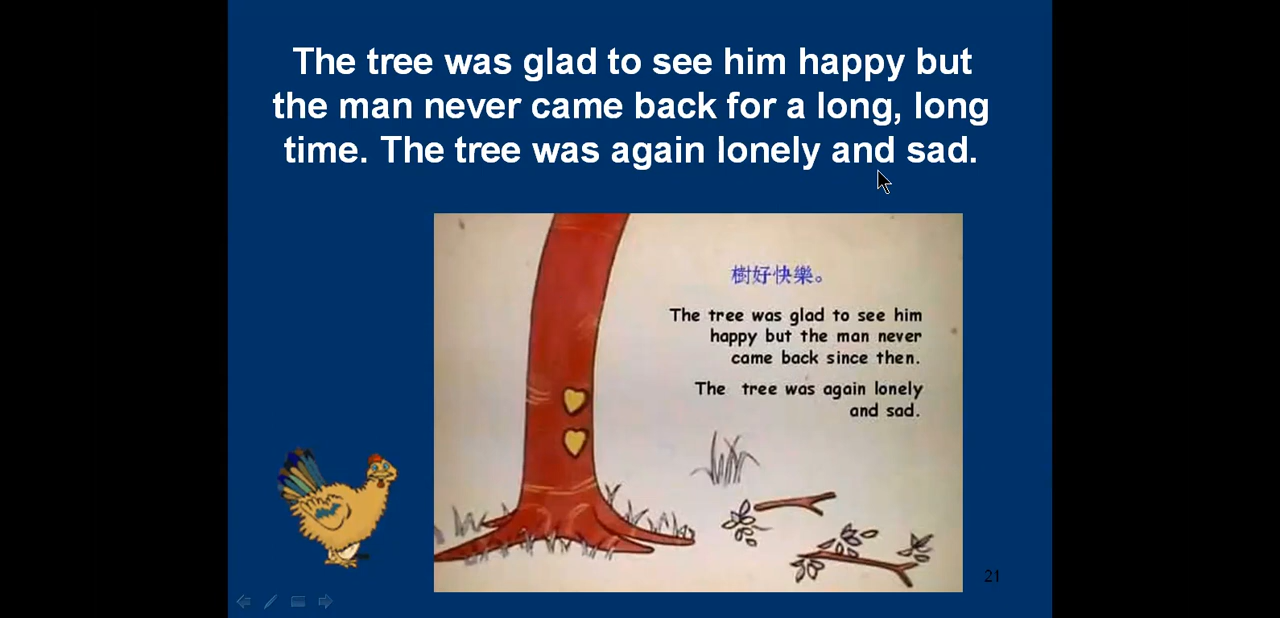 The tree was glad to see him happy but
the man never came back for a long, long
time. The tree was again lonely and sad.
樹好快樂。
The tree was glad to see him
happy but the man never
came back since then.
The tree was again lonely
and sad.
21